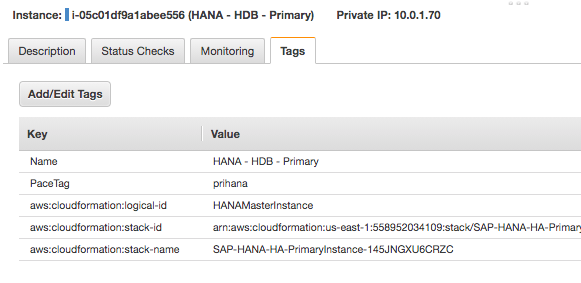 Instance: i-05c01df9a1abee556 (HANA - HDB - Primary) Private IP: 10.0.1.70
Description Status Checks Monitoring Tags
Add/Edit Tags
Key Value
Name HANA - HDB - Primary
PaceTag prihana
aws:cloudformation:logical-id HANAMasterInstance
aws:cloudformation:stack-id arn:aws:cloudformation:us-east-1:558952034109:stack/SAP-HANA-HA-Primary
aws:cloudformation:stack-name SAP-HANA-HA-PrimaryInstance-145JNGXU6CRZC